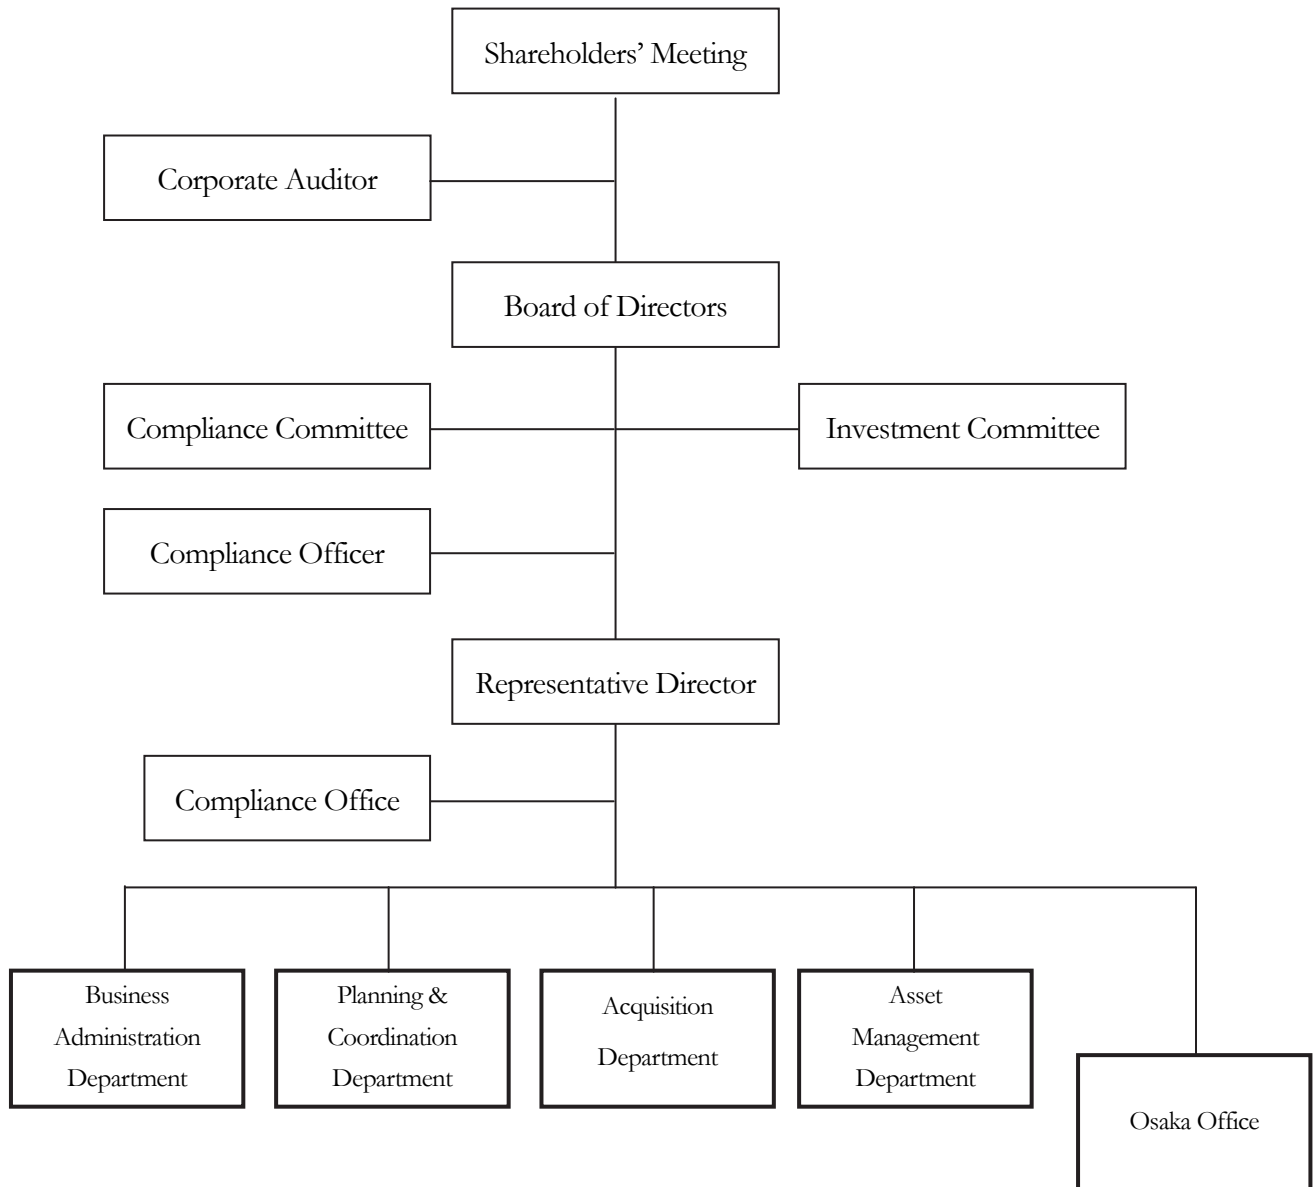 Shareholders’ Meeting
Corporate Auditor
Board of Directors
Compliance Committee
Investment Committee
Compliance Officer
Representative Director
Compliance Office
Business
Administration
Department
Planning &
Coordination
Department
Acquisition
Department
Asset
Management
Department
Osaka Office